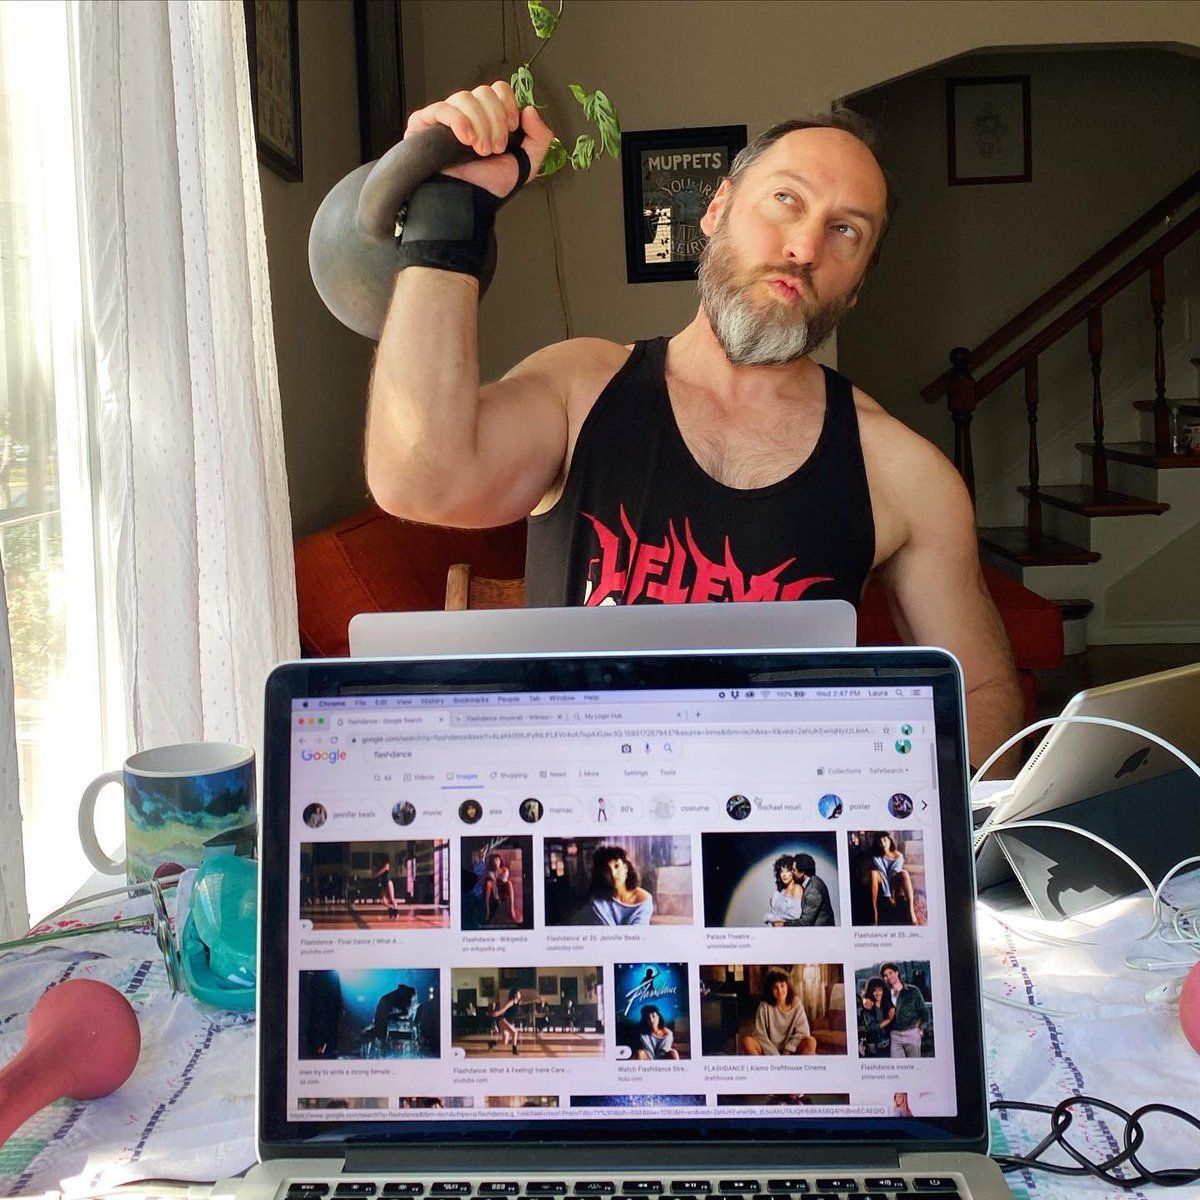 MUPPETS
YOU ARE
WEIRD
Chrome File Edit View History Bookmarks People Tab Window Help
100% Wed 2:47 PM Laura
flashdance - Google Search
Flashdance (musical) - Wikipedia
My Login Hub
Google
flashdance
All Videos Images Shopping News More Settings Tools
Collections SafeSearch
jennifer beals movie alex maniac 80's costume michael nouri poster
Flashdance - Final Dance / What A ...
youtube.com
Flashdance - Wikipedia
en.wikipedia.org
Flashdance' at 35: Jennifer Beals ...
usatoday.com
Palace Theatre ...
unionleader.com
Flashdance' at 35: Jen...
usatoday.com
Flashdance
men try to write a strong female ...
Flashdance: What A Feeling! Irene Cara...
youtube.com
Watch Flashdance Stre...
hulu.com
FLASHDANCE | Alamo Drafthouse Cinema
drafthouse.com
Flashdance movie ...
pinterest.com